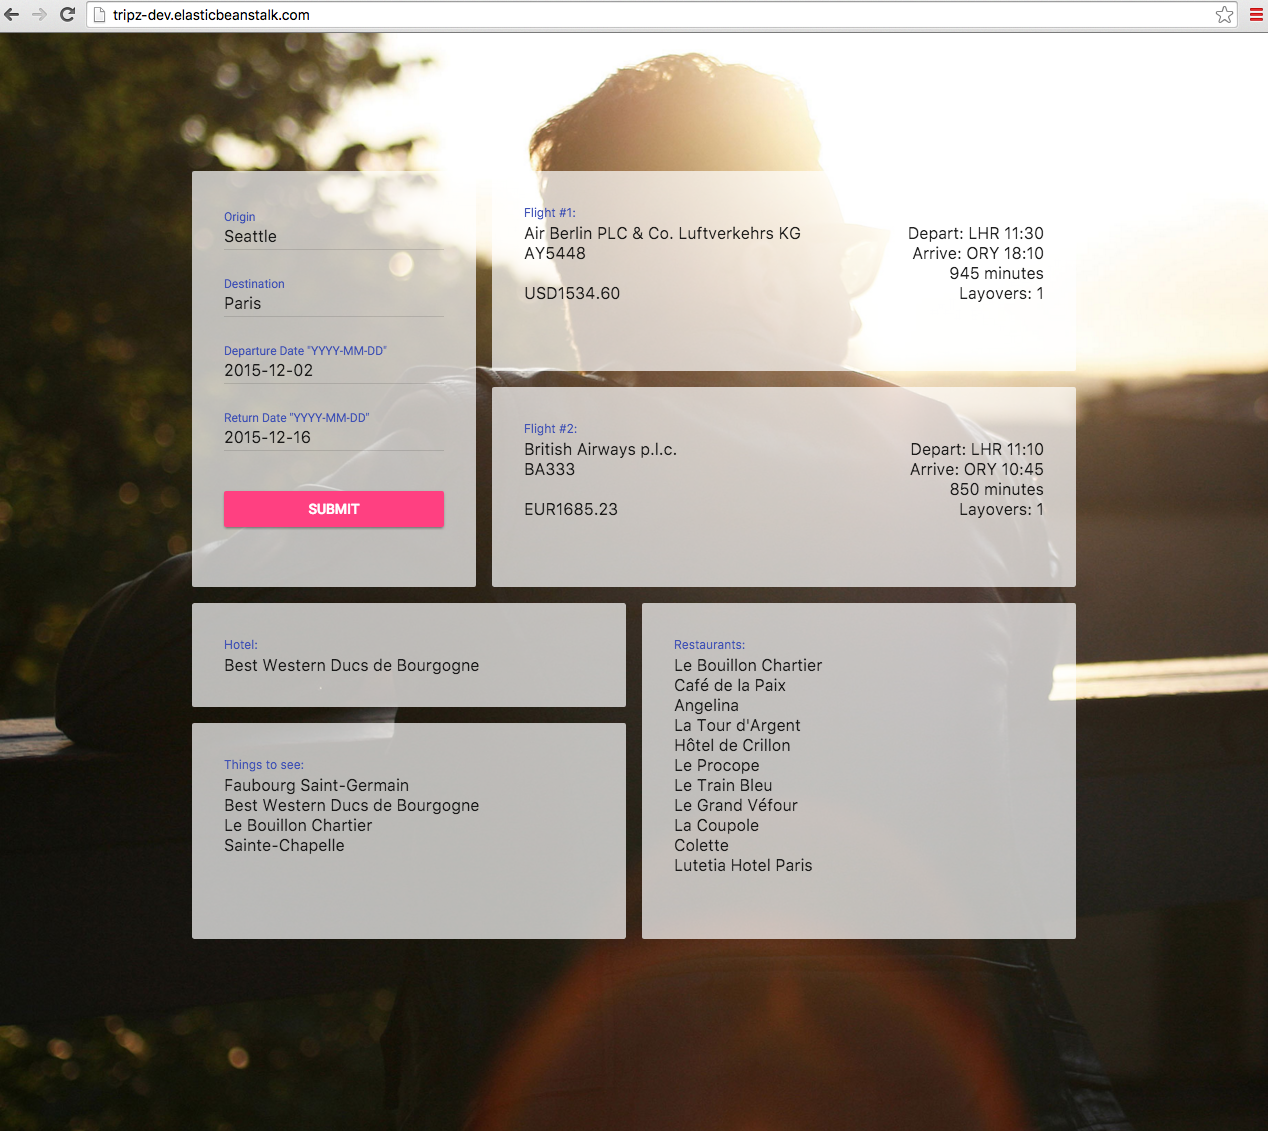 tripz-dev.elasticbeanstalk.com
Origin
Seattle
Destination
Paris
Departure Date "YYYY-MM-DD"
2015-12-02
Return Date "YYYY-MM-DD"
2015-12-16
SUBMIT
Flight #1:
Air Berlin PLC & Co. Luftverkehrs KG
Depart: LHR 11:30
AY5448
Arrive: ORY 18:10
945 minutes
USD1534.60
Layovers: 1
Flight #2:
British Airways p.l.c.
Depart: LHR 11:10
BA333
Arrive: ORY 10:45
850 minutes
EUR1685.23
Layovers: 1
Hotel:
Best Western Ducs de Bourgogne
Things to see:
Faubourg Saint-Germain
Best Western Ducs de Bourgogne
Le Bouillon Chartier
Sainte-Chapelle
Restaurants:
Le Bouillon Chartier
Café de la Paix
Angelina
La Tour d'Argent
Hôtel de Crillon
Le Procope
Le Train Bleu
Le Grand Véfour
La Coupole
Colette
Lutetia Hotel Paris